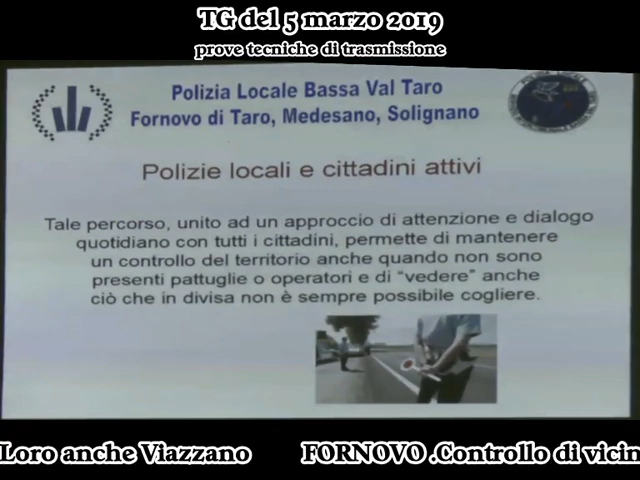 TG del 5 marzo 2019
prove tecniche di trasmissione
Polizia Locale Bassa Val Taro
Fornovo di Taro, Medesano, Solignano
Polizie locali e cittadini attivi
Tale percorso, unito ad un approccio di attenzione e dialogo
quotidiano con tutti i cittadini, permette di mantenere
un controllo del territorio anche quando non sono
presenti pattuglie o operatori e di “vedere” anche
ciò che in divisa non è sempre possibile cogliere.
Loro anche Viazzano FORNOVO .Controllo di vicin